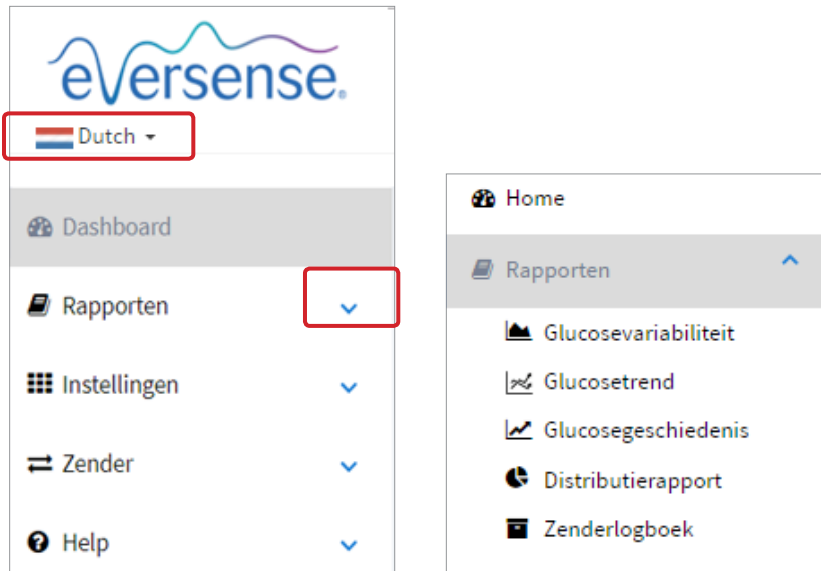 eversense.
Dutch
Dashboard
Rapporten
Instellingen
Zender
Help
Home
Rapporten
Glucosevariabiliteit
Glucosetrend
Glucosegeschiedenis
Distributierapport
Zenderlogboek